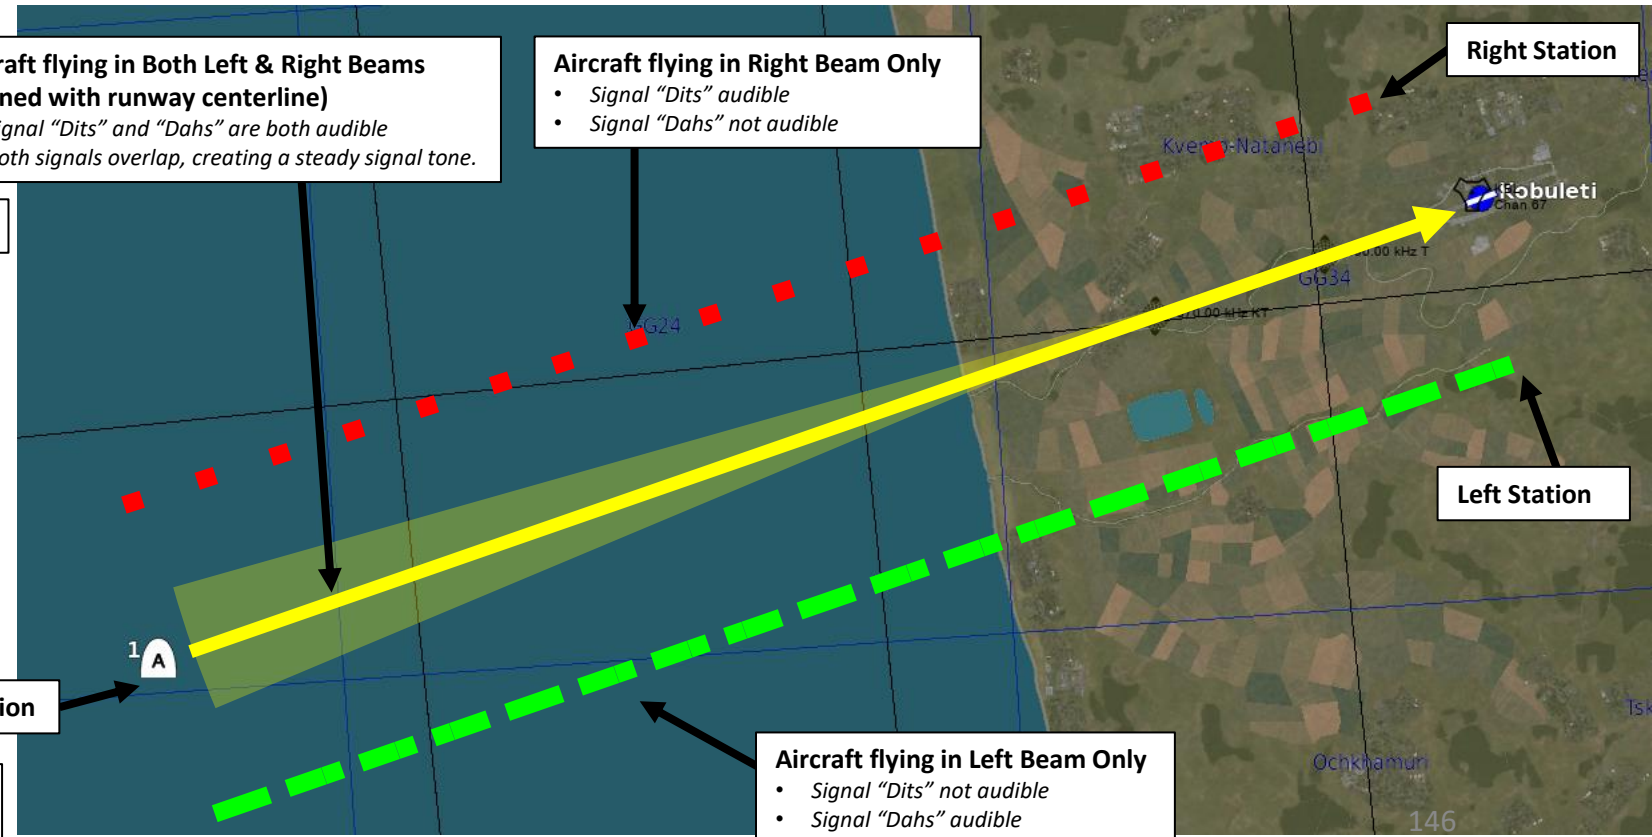 raft flying in Both Left & Right Beams
ned with runway centerline)
ignal “Dits” and “Dahs” are both audible
oth signals overlap, creating a steady signal tone.
Aircraft flying in Right Beam Only
• Signal “Dits” audible
• Signal “Dahs” not audible
Right Station
Kobuleti
Chan 67
GG34
GG24
Left Station
1
A
ion
Aircraft flying in Left Beam Only
• Signal “Dits” not audible
• Signal “Dahs” audible
Tsk
Ochkhamuri
146